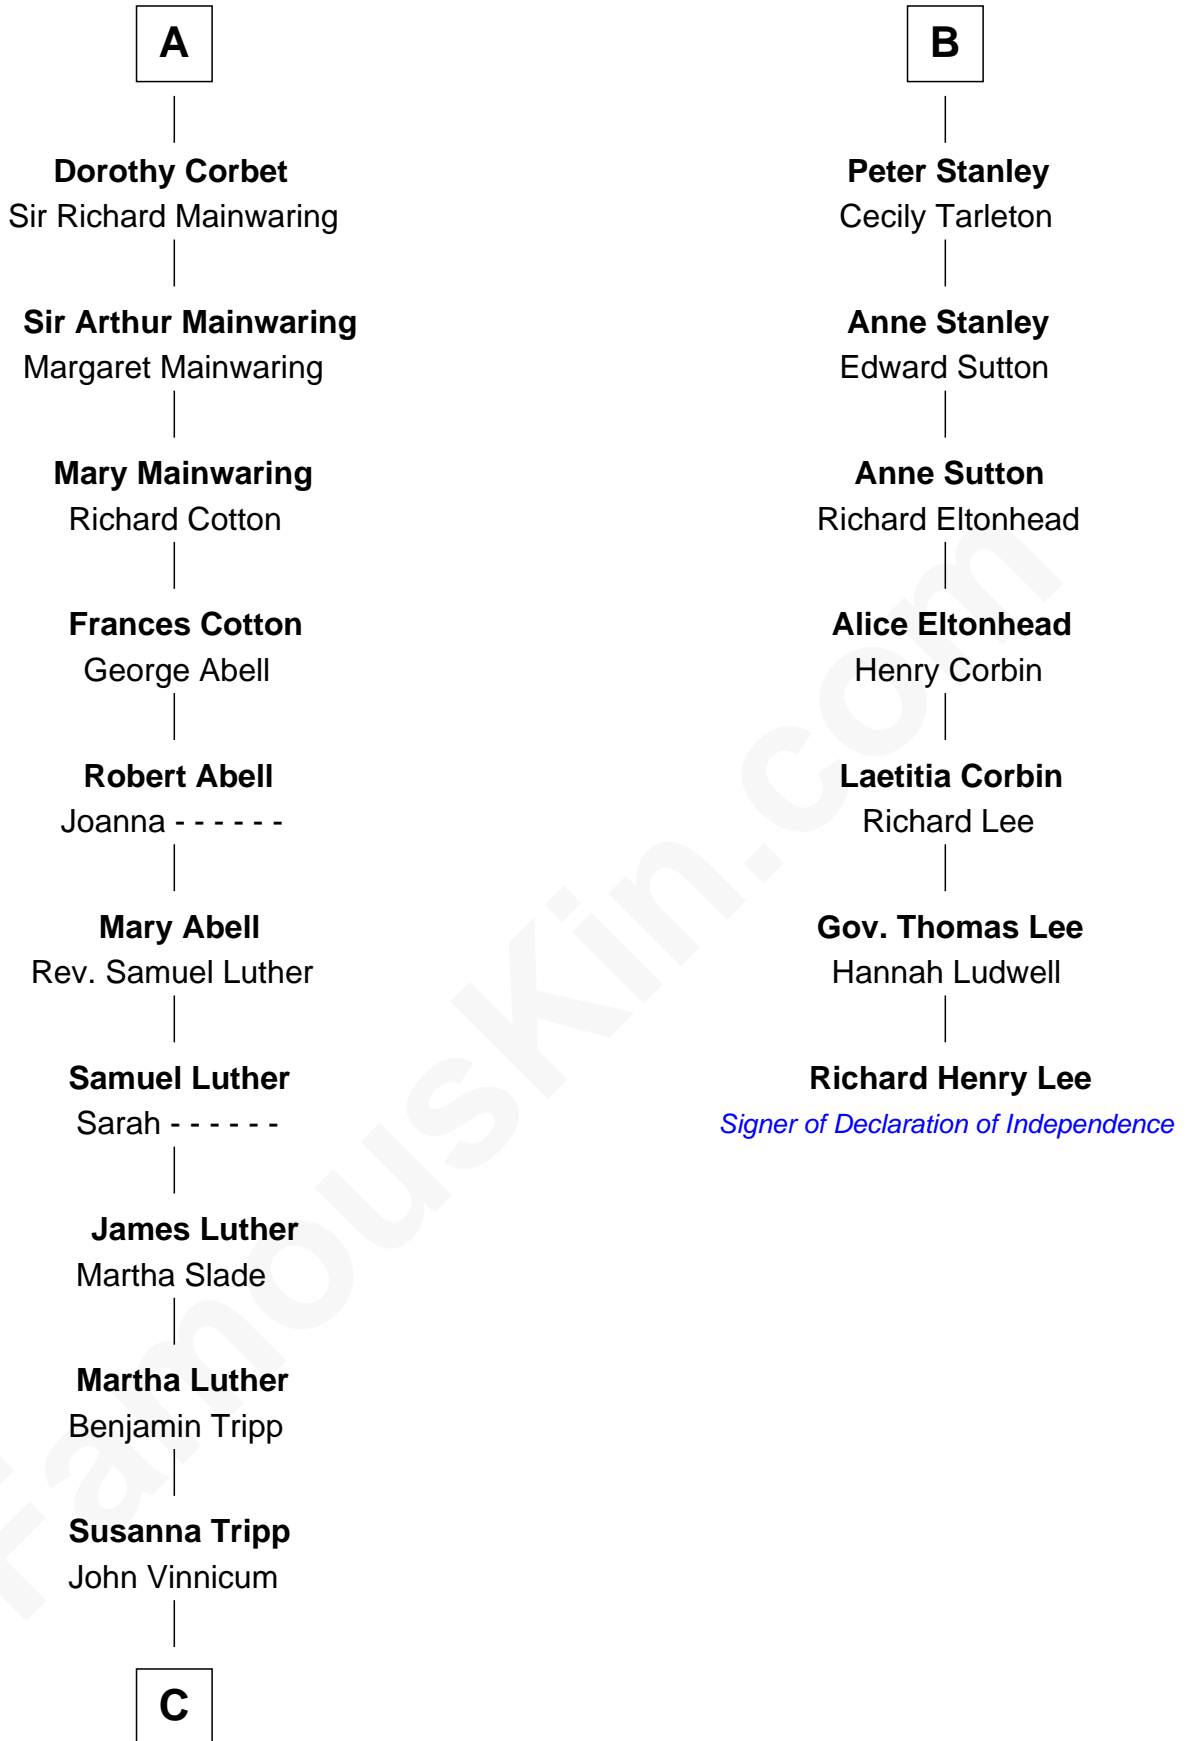 A
Dorothy Corbet
Sir Richard Mainwaring
Sir Arthur Mainwaring
Margaret Mainwaring
Mary Mainwaring
Richard Cotton
Frances Cotton
George Abell
Robert Abell
Joanna - - - - - -
Mary Abell
Rev. Samuel Luther
Samuel Luther
Sarah - - - - - -
James Luther
Martha Slade
Martha Luther
Benjamin Tripp
Susanna Tripp
John Vinnicum
C
B
Peter Stanley
Cecily Tarleton
Anne Stanley
Edward Sutton
Anne Sutton
Richard Eltonhead
Alice Eltonhead
Henry Corbin
Laetitia Corbin
Richard Lee
Gov. Thomas Lee
Hannah Ludwell
Richard Henry Lee
Signer of Declaration of Independence
FamousKin.com